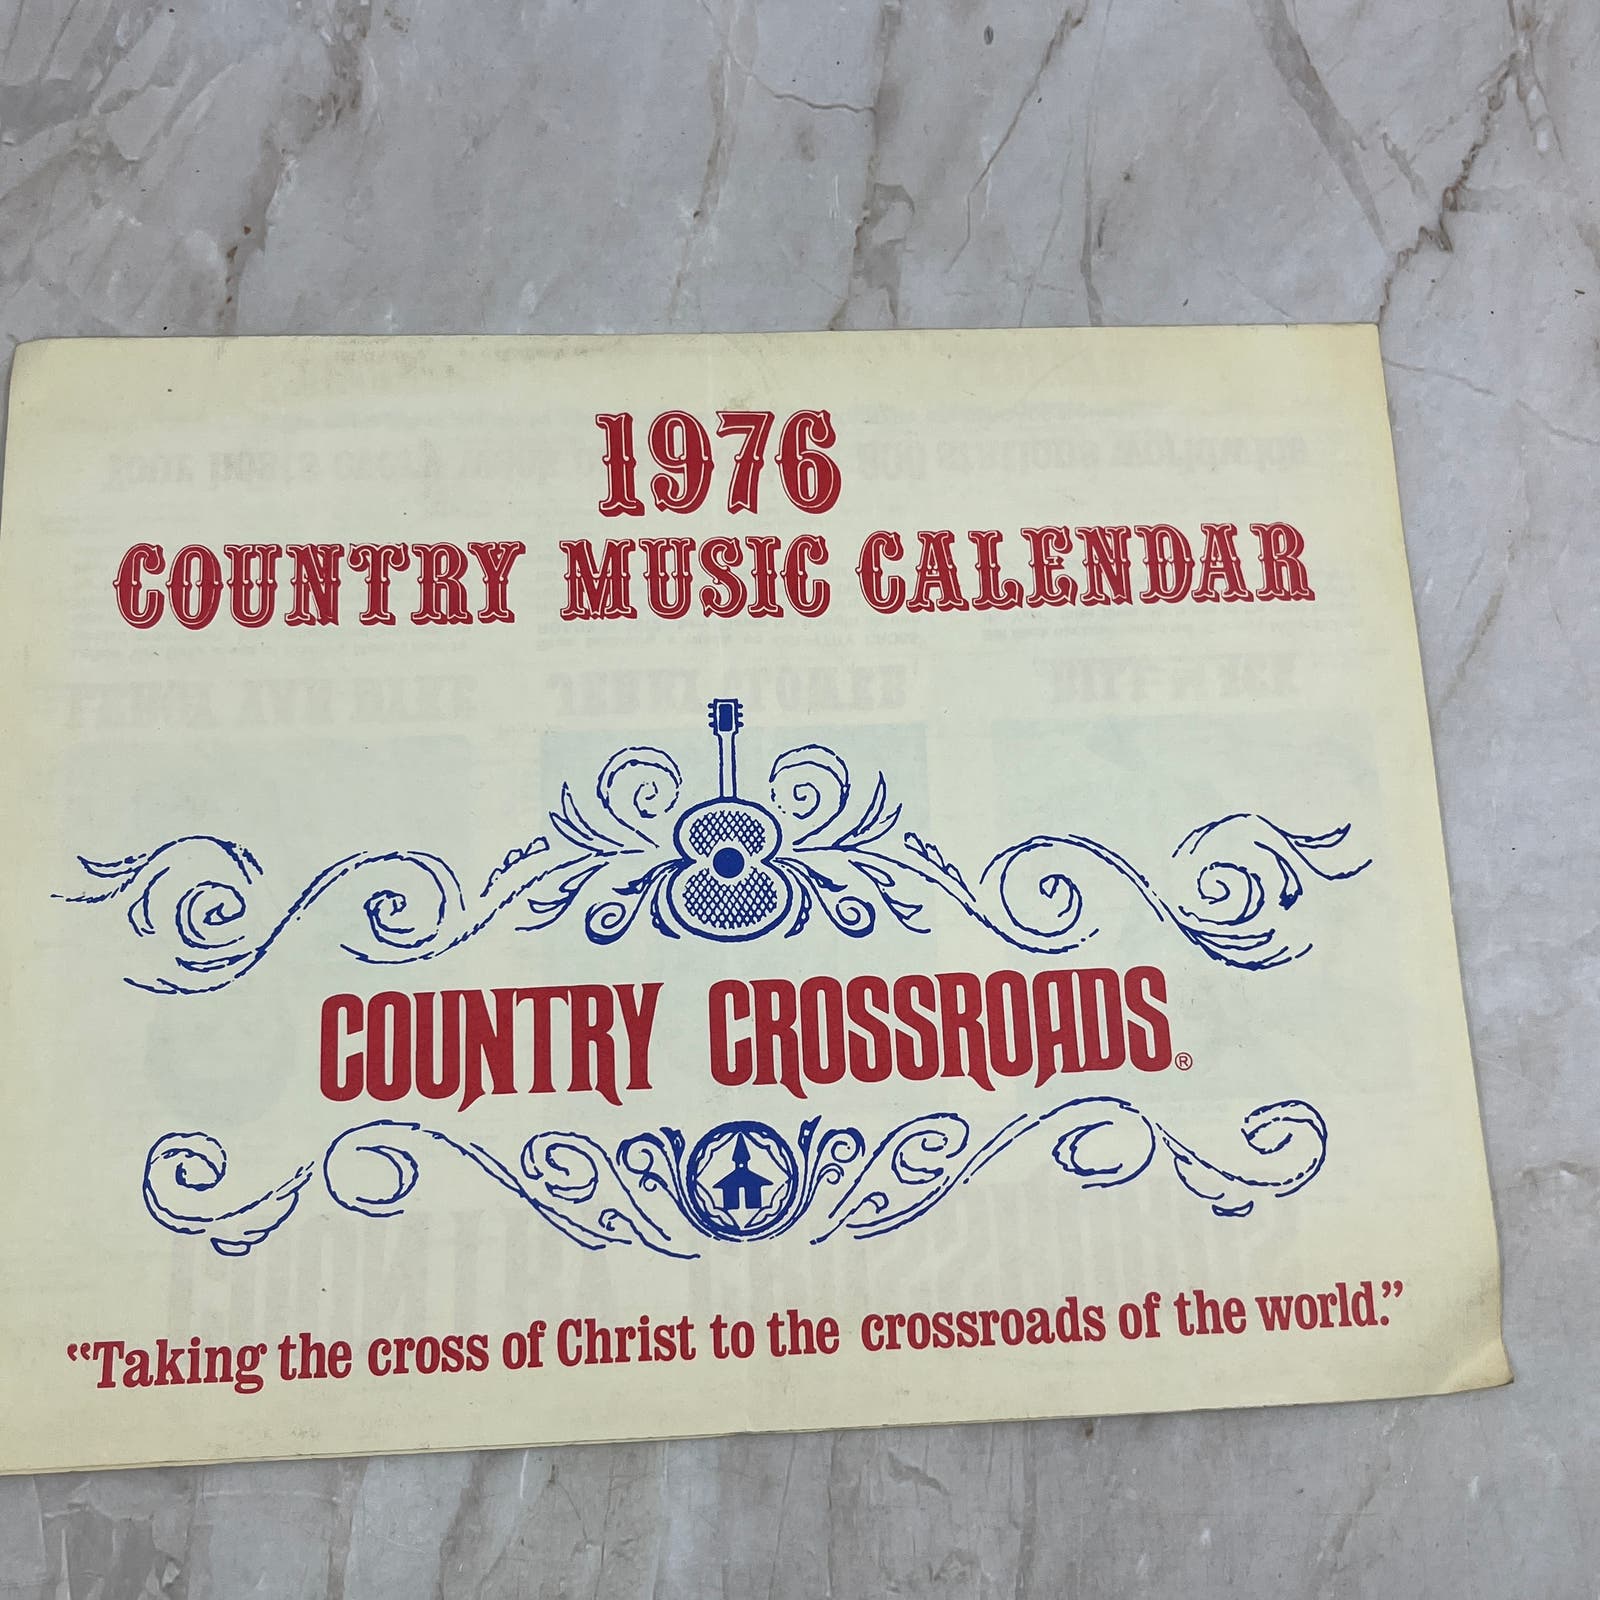 1976
COUNTRY MUSIC CALENDAR
COUNTRY CROSSROADS®
“Taking the cross of Christ to the crossroads of the world.”